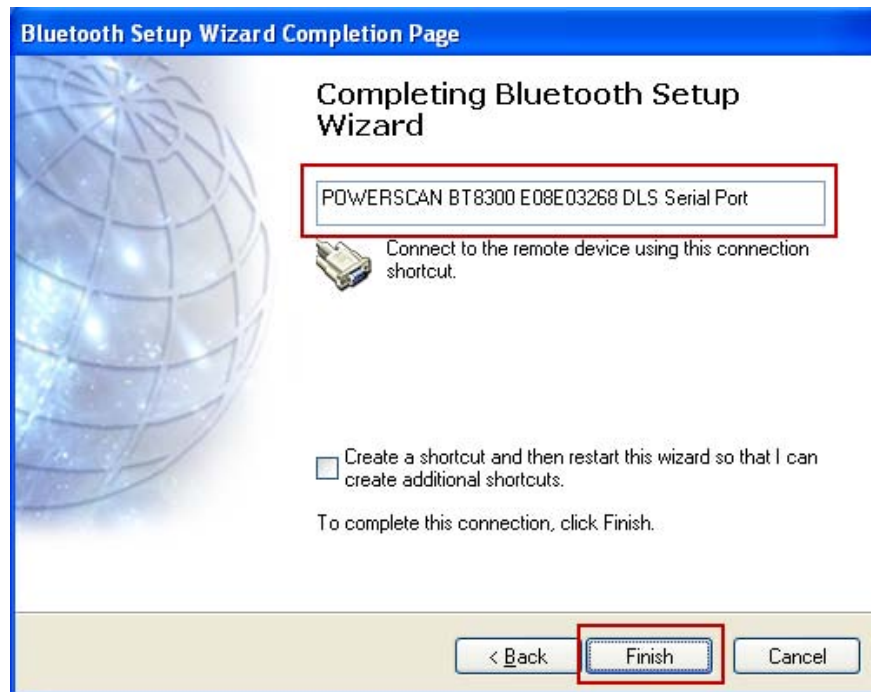 Bluetooth Setup Wizard Completion Page
Completing Bluetooth Setup
Wizard
POWERSCAN BT8300 E08E03268 DLS Serial Port
Connect to the remote device using this connection
shortcut.
Create a shortcut and then restart this wizard so that I can
create additional shortcuts.
To complete this connection, click Finish.
< Back
Finish
Cancel